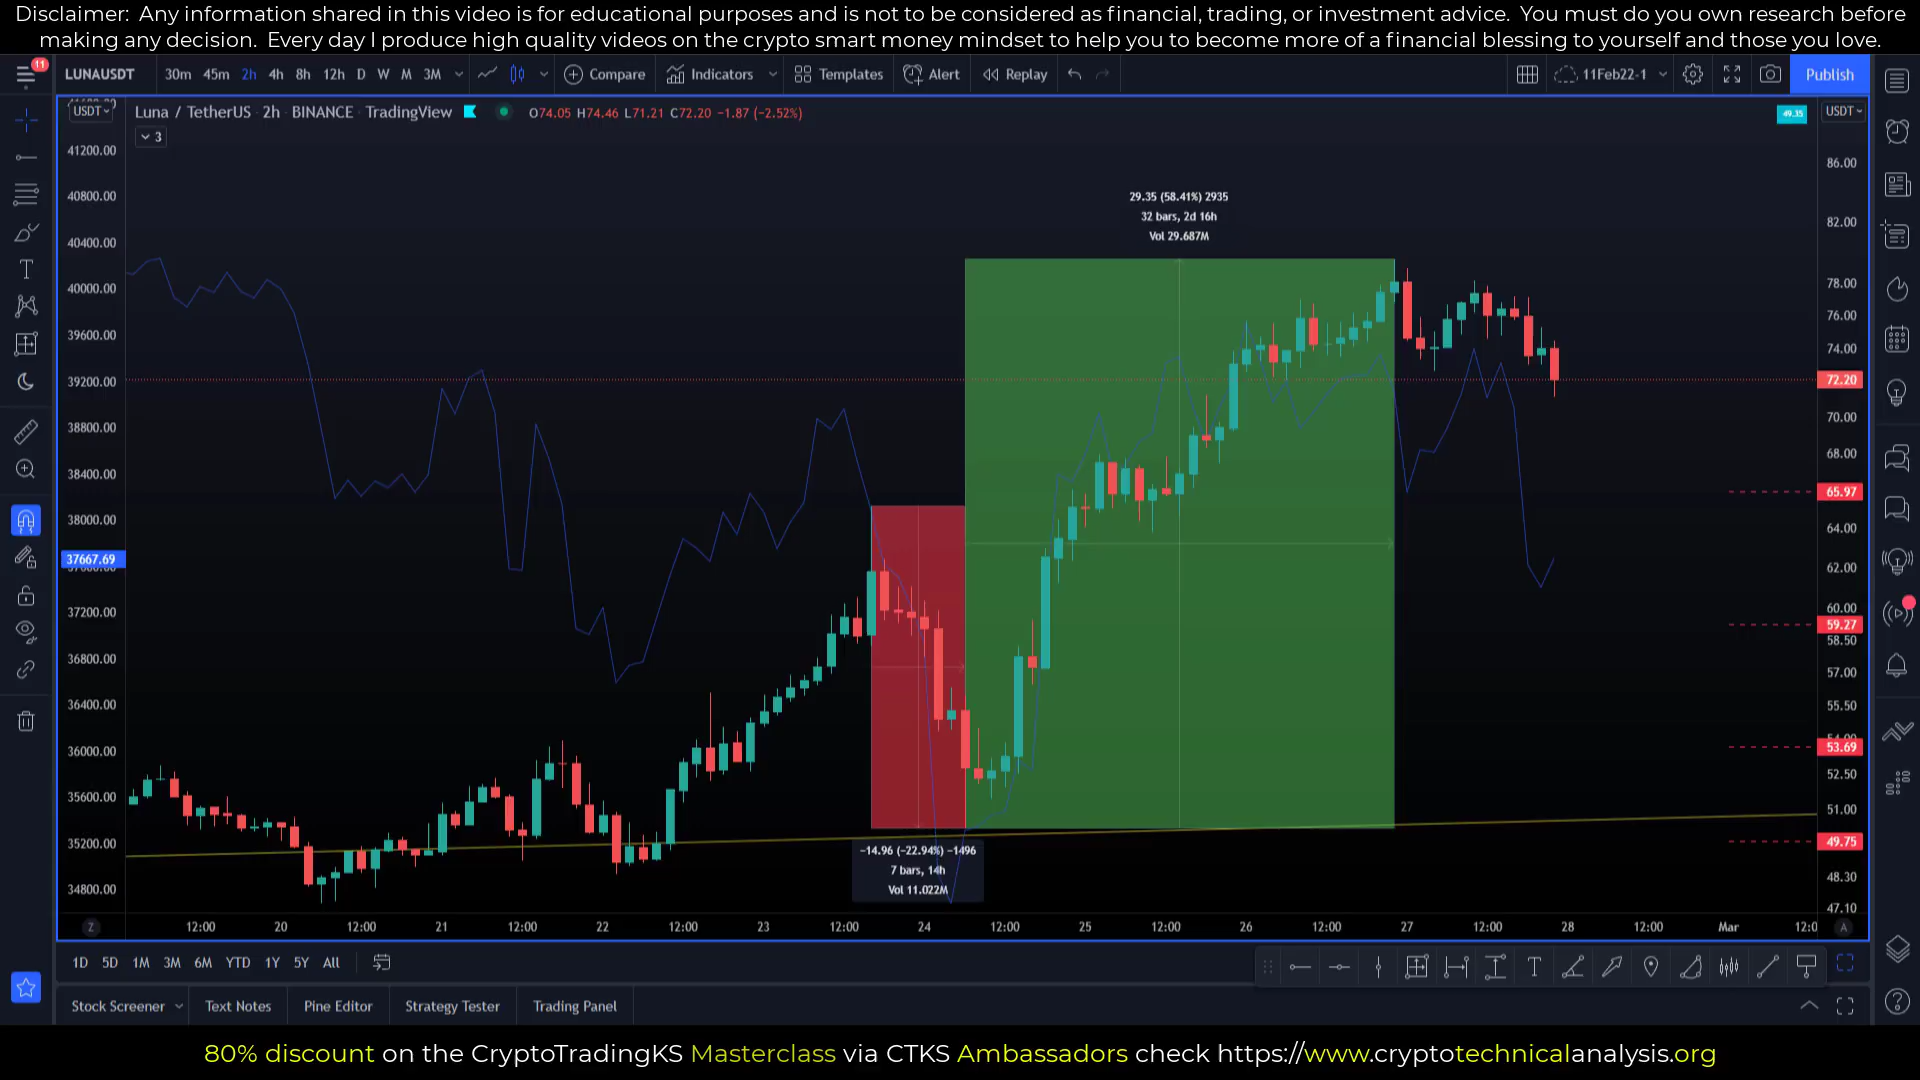 Disclaimer: Any information shared in this video is for educational purposes and is not to be considered as financial, trading, or investment advice. You must do you own research before
making any decision. Every day I produce high quality videos on the crypto smart money mindset to help you to become more of a financial blessing to yourself and those you love.
11
LUNAUSDT 30m 45m 2h 4h 8h 12h D W M 3M Compare Indicators Templates Alert Replay 11Feb22-1 Publish
USDT Luna / TetherUS 2h BINANCE TradingView O74.05 H74.46 L71.21 C72.20 −1.87 (−2.52%) 49.35 USDT
3
41200.00
40800.00
40400.00
40000.00
39600.00
39200.00
38800.00
38400.00
38000.00
37667.69
37200.00
36800.00
36400.00
36000.00
35600.00
35200.00
34800.00
29.35 (58.41%) 2935
32 bars, 2d 16h
Vol 29.687M
−14.96 (−22.94%) −1496
7 bars, 14h
Vol 11.022M
86.00
82.00
78.00
76.00
74.00
72.20
70.00
68.00
65.97
64.00
62.00
60.00
59.27
58.50
57.00
55.50
53.69
52.50
51.00
49.75
48.30
47.10
Z 12:00 20 12:00 21 12:00 22 12:00 23 12:00 24 12:00 25 12:00 26 12:00 27 12:00 28 12:00 Mar A
1D 5D 1M 3M 6M YTD 1Y 5Y All
Stock Screener Text Notes Pine Editor Strategy Tester Trading Panel
80% discount on the CryptoTradingKS Masterclass via CTKS Ambassadors check https://www.cryptotechnicalanalysis.org